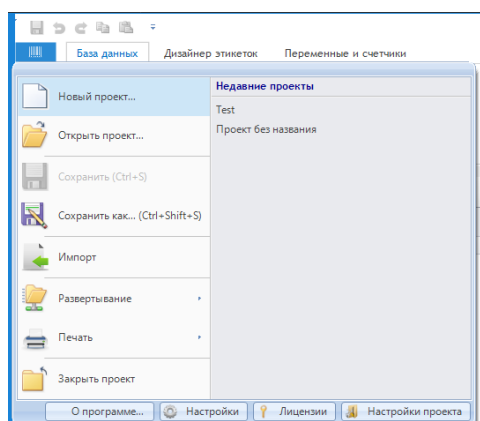 База данных
Дизайнер этикеток
Переменные и счетчики
Новый проект...
Открыть проект...
Сохранить (Ctrl+S)
Сохранить как... (Ctrl+Shift+S)
Импорт
Развертывание
Печать
Закрыть проект
Недавние проекты
Test
Проект без названия
О программе...
Настройки
Лицензии
Настройки проекта